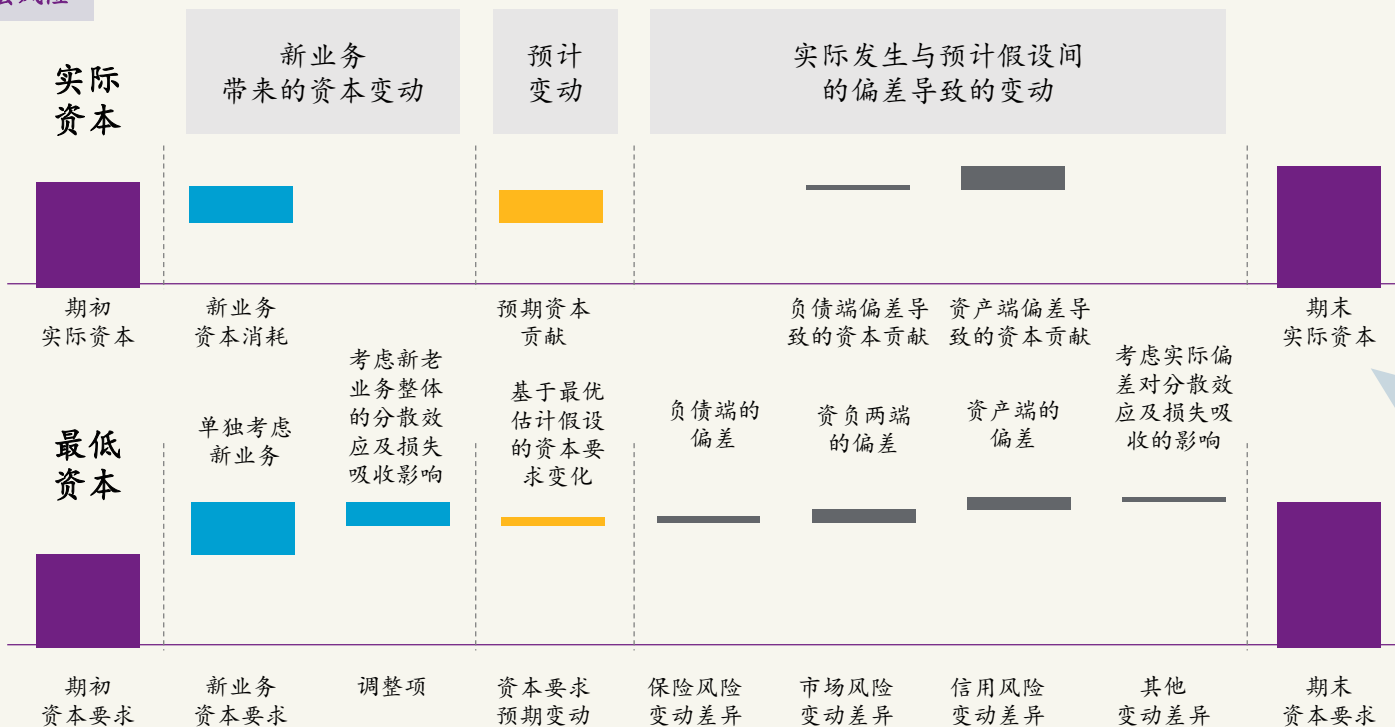 实际
资本
新业务
带来的资本变动
预计
变动
实际发生与预计假设间
的偏差导致的变动
期初
实际资本
新业务
资本消耗
预期资本
贡献
负债端偏差导
致的资本贡献
资产端偏差导
致的资本贡献
期末
实际资本
最低
资本
单独考虑
新业务
考虑新老
业务整体
的分散效
应及损失
吸收影响
基于最优
估计假设
的资本要
求变化
负债端的
偏差
资负两端
的偏差
资产端的
偏差
考虑实际偏
差对分散效
应及损失吸
收的影响
期初
资本要求
新业务
资本要求
调整项
资本要求
预期变动
保险风险
变动差异
市场风险
变动差异
信用风险
变动差异
其他
变动差异
期末
资本要求